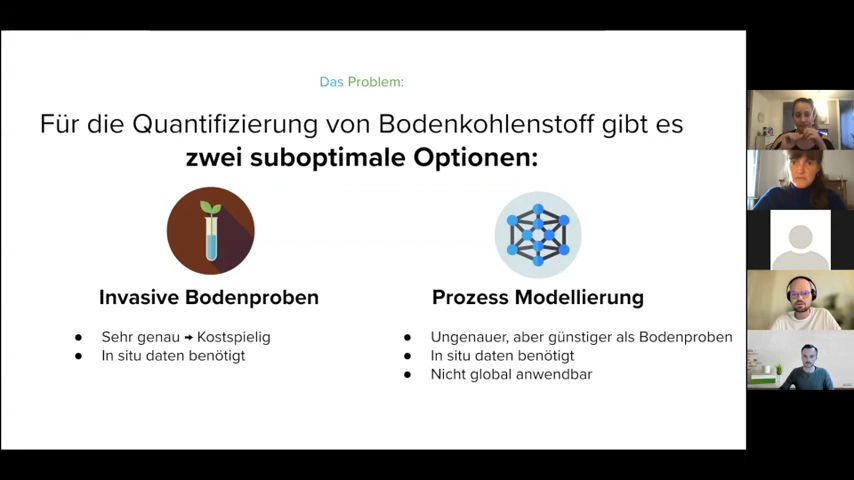 Das Problem:
Für die Quantifizierung von Bodenkohlenstoff gibt es
zwei suboptimale Optionen:
Invasive Bodenproben
● Sehr genau → Kostspielig
● In situ daten benötigt
Prozess Modellierung
● Ungenauer, aber günstiger als Bodenproben
● In situ daten benötigt
● Nicht global anwendbar